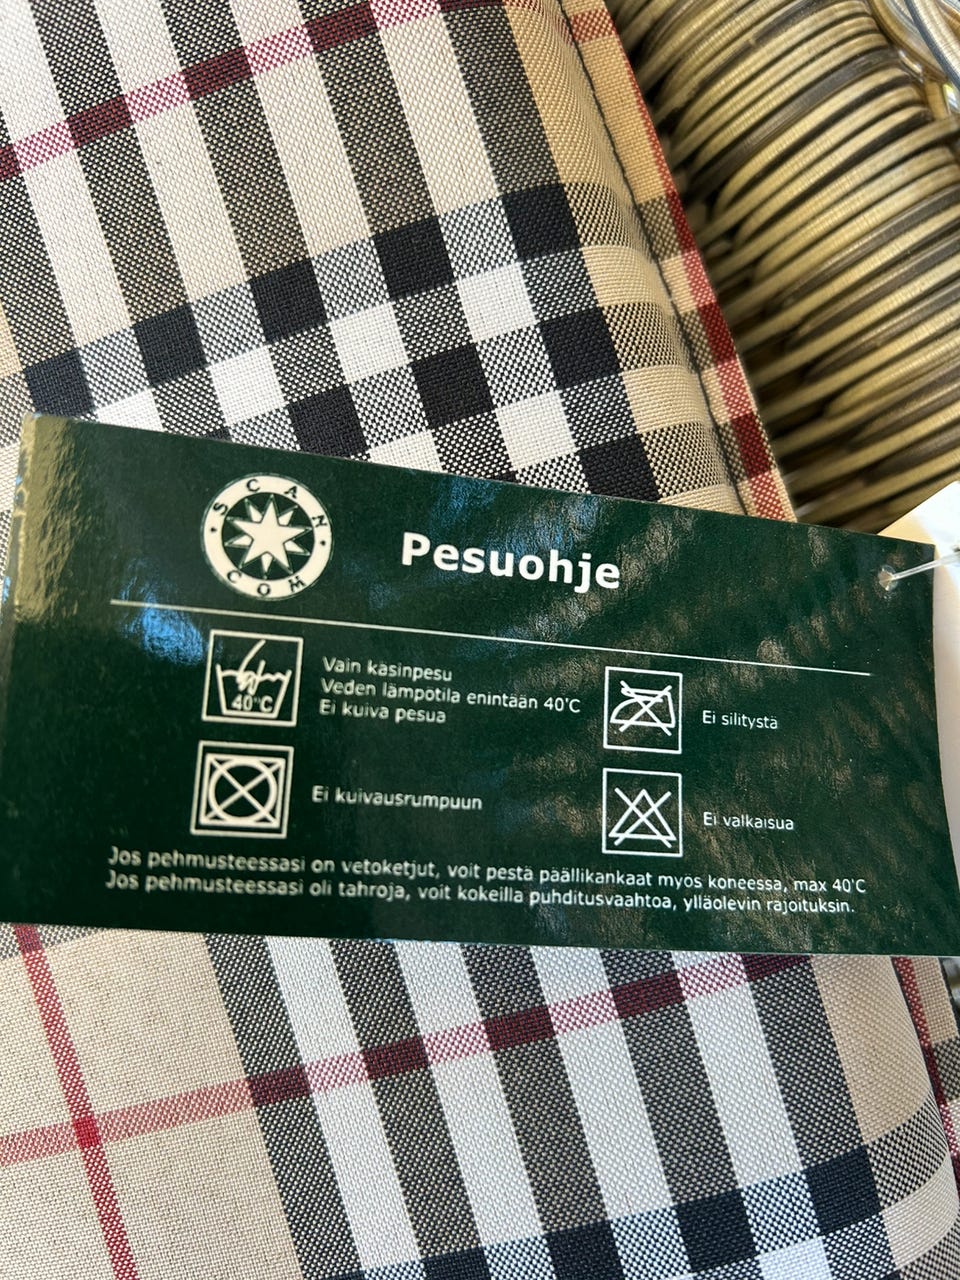 SCAN COM
Pesuohje
40°C
Vain käsinpesu
Veden lämpötila enintään 40°C
Ei kuiva pesua
Ei silitystä
Ei kuivausrumpuun
Ei valkaisua
Jos pehmusteessasi on vetoketjut, voit pestä päällikankaat myös koneessa, max 40°C
Jos pehmusteessasi oli tahroja, voit kokeilla puhditusvaahtoa, ylläolevin rajoituksin.